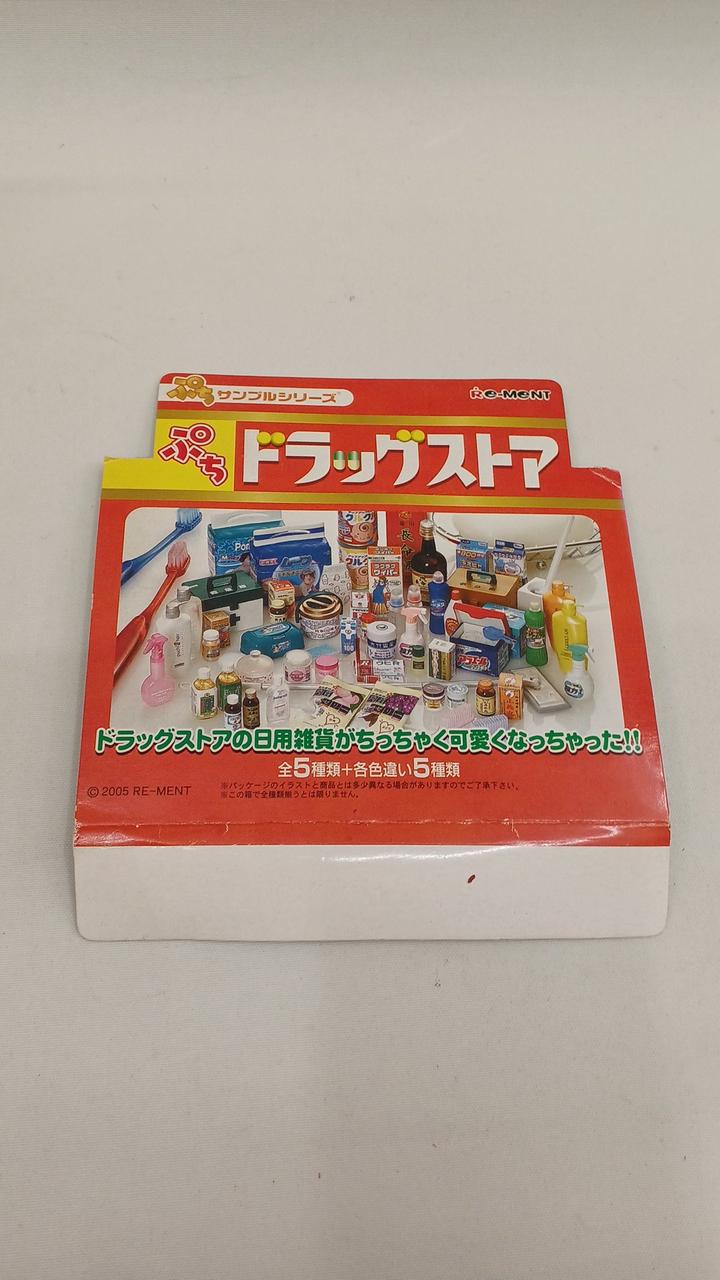 ぷちサンプルシリーズ®
RE-MENT
ぷち
ドラッグストア
ドラッグストアの日用雑貨がちっちゃく可愛くなっちゃった!!
全5種類+各色違い5種類
© 2005 RE-MENT
※パッケージのイラストと商品とは多少異なる場合がありますのでご了承下さい。
※この箱で全種類揃うとは限りません。